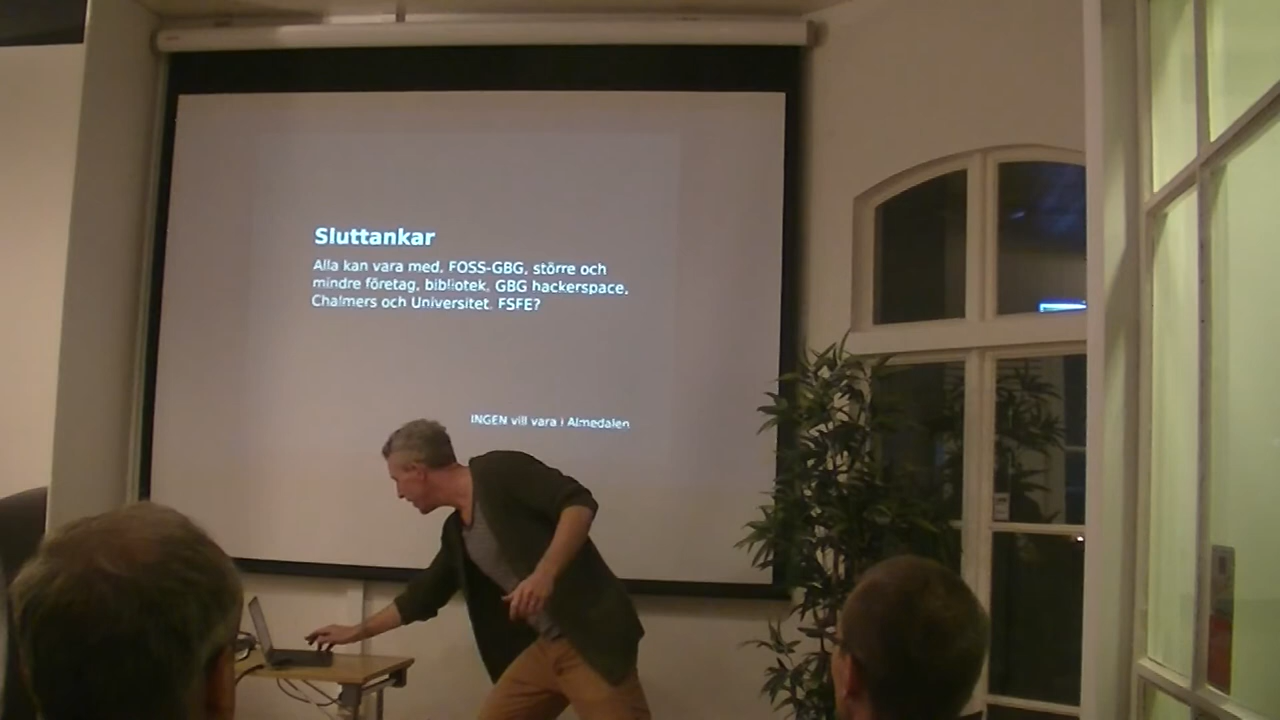 Sluttankar
Alla kan vara med. FOSS-GBG, större och
mindre företag, bibliotek, GBG hackerspace,
Chalmers och Universitet. FSFE?
INGEN vill vara i Almedalen